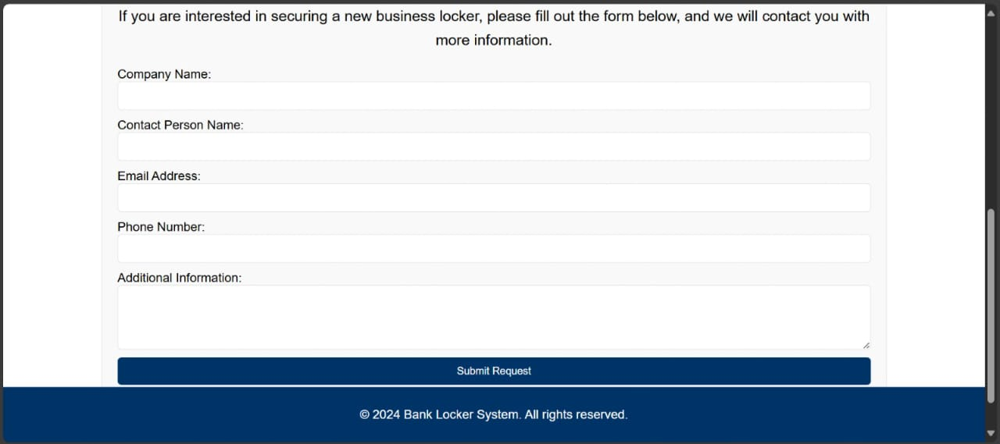 If you are interested in securing a new business locker, please fill out the form below, and we will contact you with
more information.
Company Name:
Contact Person Name:
Email Address:
Phone Number:
Additional Information:
Submit Request
© 2024 Bank Locker System. All rights reserved.